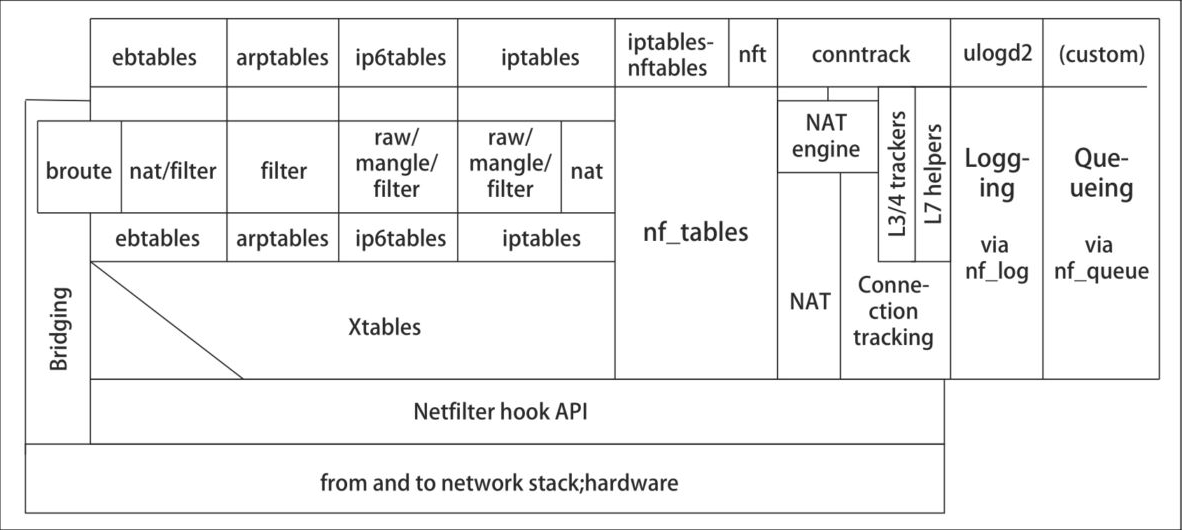 ebtables
arptables
ip6tables
iptables
iptables-
nftables
nft
conntrack
ulogd2
(custom)
broute
nat/filter
filter
raw/
mangle/
filter
raw/
mangle/
filter
nat
nf_tables
NAT
engine
L3/4 trackers
L7 helpers
Logg-
ing
via
nf_log
Que-
ueing
via
nf_queue
ebtables
arptables
ip6tables
iptables
Bridging
Xtables
NAT
Conne-
ction
tracking
Netfilter hook API
from and to network stack;hardware